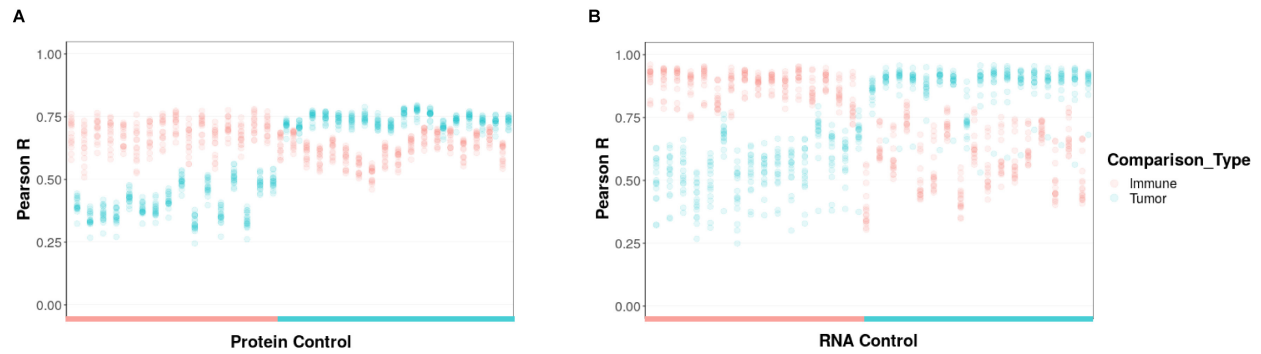 A
Pearson R
1.00
0.75
0.50
0.25
0.00
Protein Control
B
Pearson R
1.00
0.75
0.50
0.25
0.00
RNA Control
Comparison_Type
Immune
Tumor